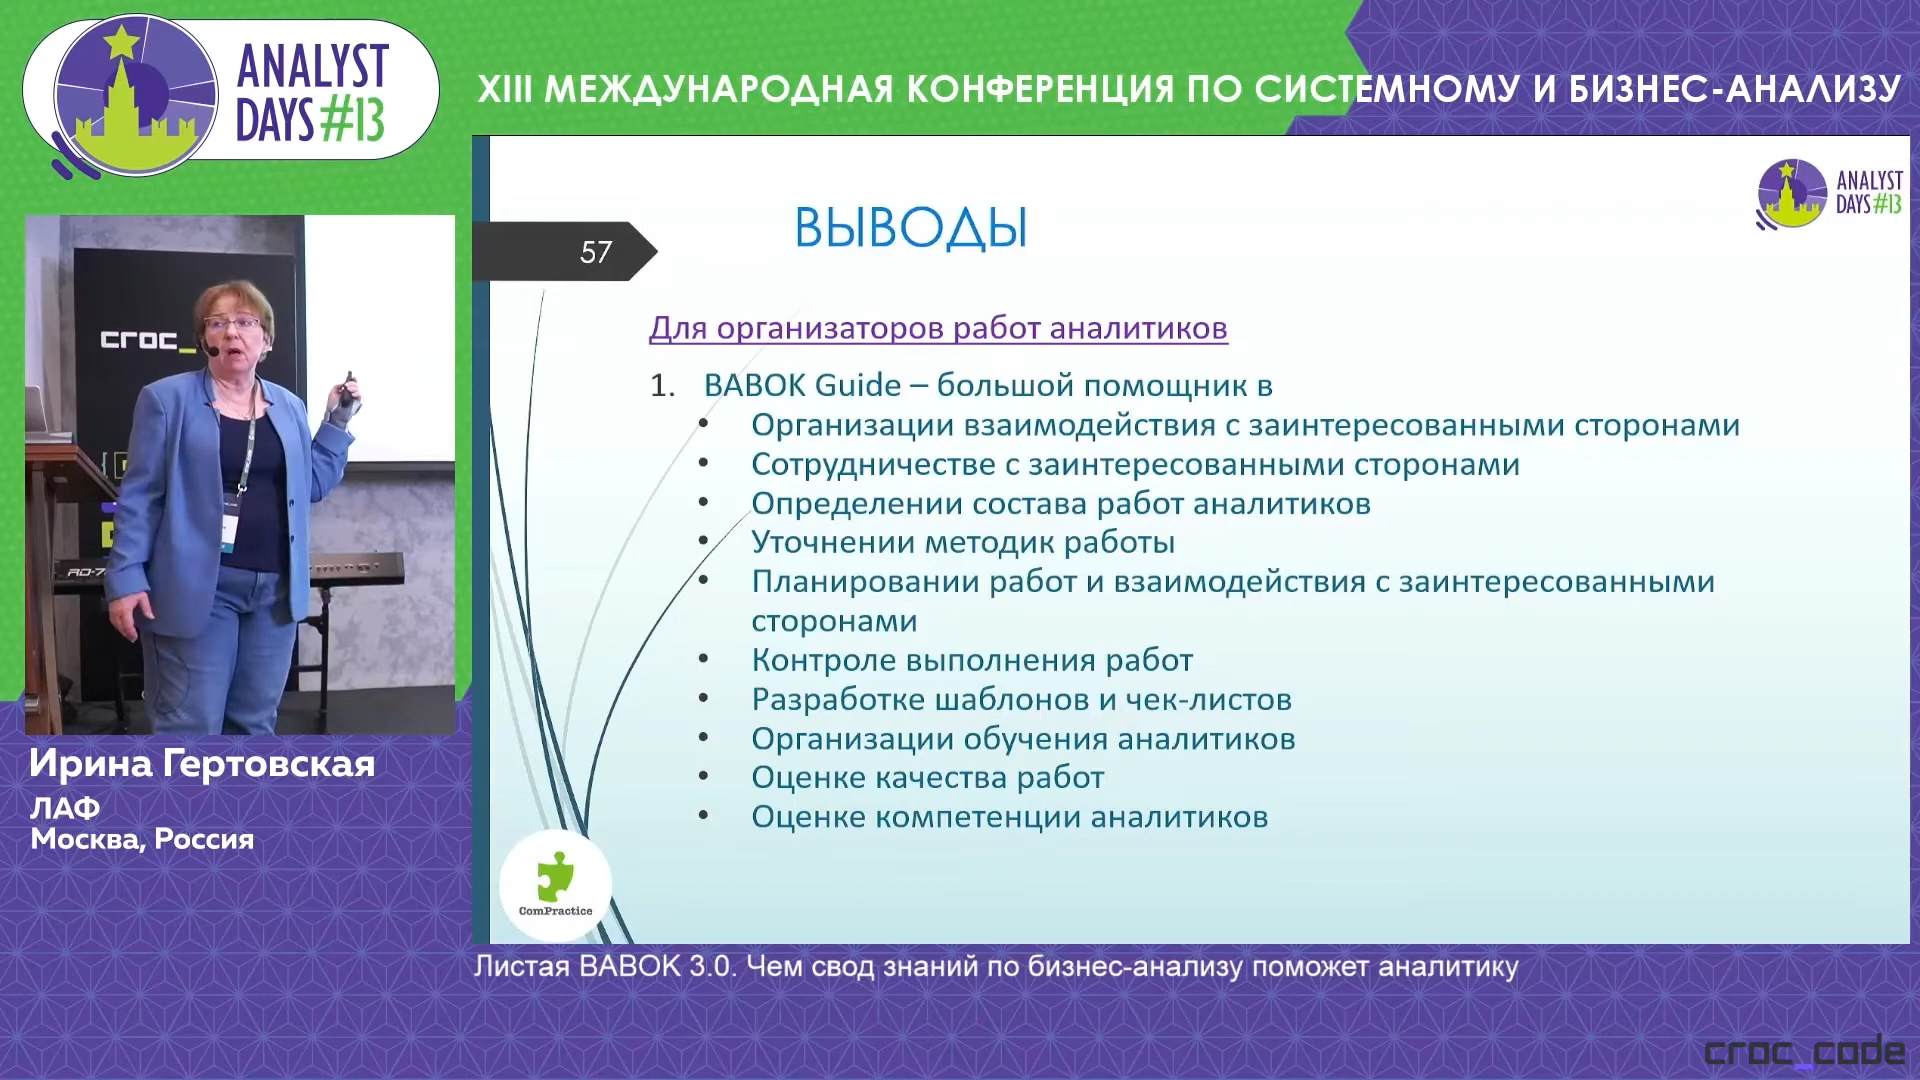 ANALYST
DAYS #13
XIII МЕЖДУНАРОДНАЯ КОНФЕРЕНЦИЯ ПО СИСТЕМНОМУ И БИЗНЕС-АНАЛИЗУ
ANALYST
DAYS #13
57
ВЫВОДЫ
Для организаторов работ аналитиков
1. BABOK Guide – большой помощник в
• Организации взаимодействия с заинтересованными сторонами
• Сотрудничестве с заинтересованными сторонами
• Определении состава работ аналитиков
• Уточнении методик работы
• Планировании работ и взаимодействия с заинтересованными
сторонами
• Контроле выполнения работ
• Разработке шаблонов и чек-листов
• Организации обучения аналитиков
• Оценке качества работ
• Оценке компетенции аналитиков
ComPractice
croc_
Ирина Гертовская
ЛАФ
Москва, Россия
Листая BABOK 3.0. Чем свод знаний по бизнес-анализу поможет аналитику
croc_code